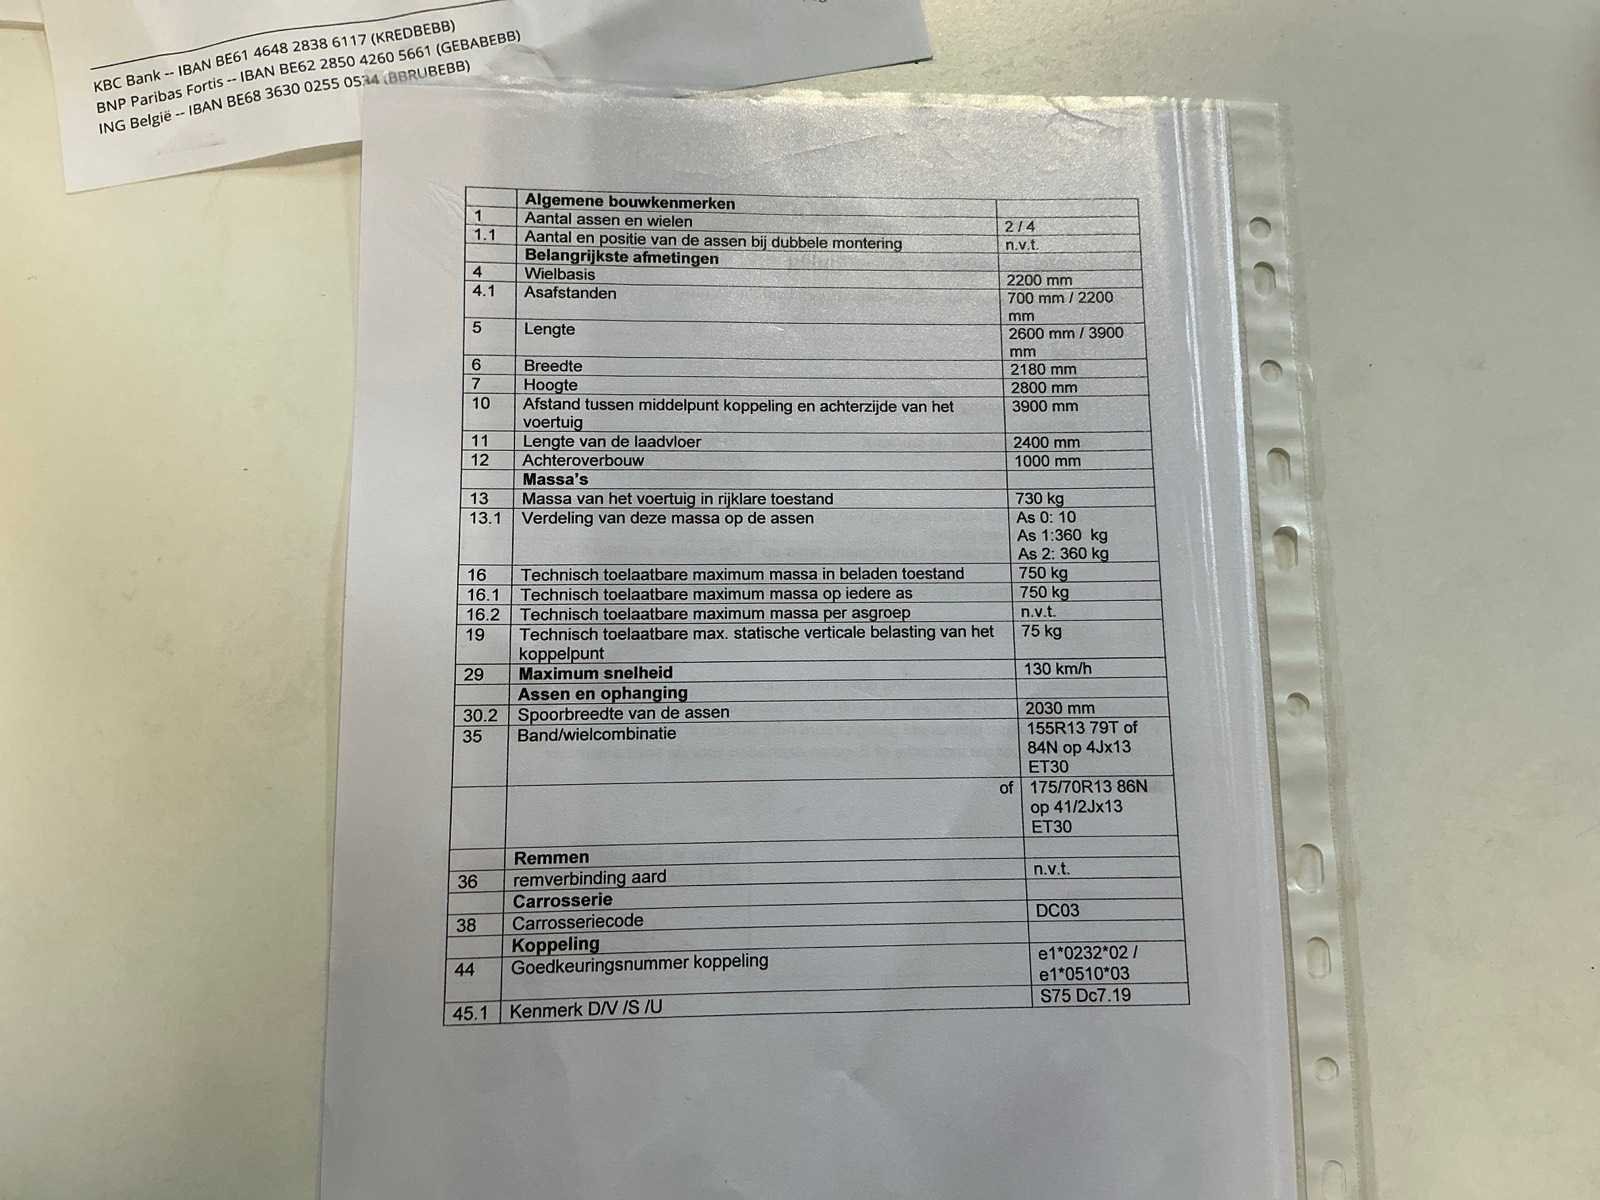 KBC Bank -- IBAN BE61 4648 2838 6117 (KREDBEBB)
BNP Paribas Fortis -- IBAN BE62 2850 4260 5661 (GEBABEBB)
ING België -- IBAN BE68 3630 0255 0534 (BBRUBEBB)
Algemene bouwkenmerken
1 Aantal assen en wielen 2 / 4
1.1 Aantal en positie van de assen bij dubbele montering n.v.t.
Belangrijkste afmetingen
4 Wielbasis 2200 mm
4.1 Asafstanden 700 mm / 2200
mm
5 Lengte 2600 mm / 3900
mm
6 Breedte 2180 mm
7 Hoogte 2800 mm
10 Afstand tussen middelpunt koppeling en achterzijde van het 3900 mm
voertuig
11 Lengte van de laadvloer 2400 mm
12 Achteroverbouw 1000 mm
Massa's
13 Massa van het voertuig in rijklare toestand 730 kg
13.1 Verdeling van deze massa op de assen As 0: 10
As 1:360 kg
As 2: 360 kg
16 Technisch toelaatbare maximum massa in beladen toestand 750 kg
16.1 Technisch toelaatbare maximum massa op iedere as 750 kg
16.2 Technisch toelaatbare maximum massa per asgroep n.v.t.
19 Technisch toelaatbare max. statische verticale belasting van het 75 kg
koppelpunt
29 Maximum snelheid 130 km/h
Assen en ophanging
30.2 Spoorbreedte van de assen 2030 mm
35 Band/wielcombinatie 155R13 79T of
84N op 4Jx13
ET30
of 175/70R13 86N
op 41/2Jx13
ET30
Remmen
36 remverbinding aard n.v.t.
Carrosserie
38 Carrosseriecode DC03
Koppeling
44 Goedkeuringsnummer koppeling e1*0232*02 /
e1*0510*03
45.1 Kenmerk D/V /S /U S75 Dc7.19